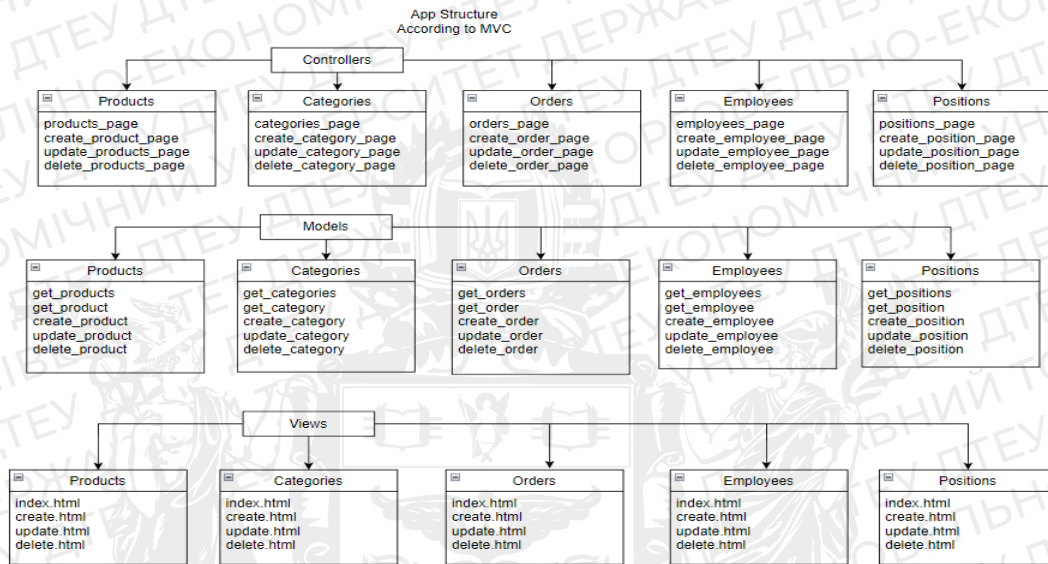 App Structure
According to MVC
Controllers
Products
products_page
create_product_page
update_products_page
delete_products_page
Categories
categories_page
create_category_page
update_category_page
delete_category_page
Orders
orders_page
create_order_page
update_order_page
delete_order_page
Employees
employees_page
create_employee_page
update_employee_page
delete_employee_page
Positions
positions_page
create_position_page
update_position_page
delete_position_page
Models
Products
get_products
get_product
create_product
update_product
delete_product
Categories
get_categories
get_category
create_category
update_category
delete_category
Orders
get_orders
get_order
create_order
update_order
delete_order
Employees
get_employees
get_employee
create_employee
update_employee
delete_employee
Positions
get_positions
get_position
create_position
update_position
delete_position
Views
Products
index.html
create.html
update.html
delete.html
Categories
index.html
create.html
update.html
delete.html
Orders
index.html
create.html
update.html
delete.html
Employees
index.html
create.html
update.html
delete.html
Positions
index.html
create.html
update.html
delete.html